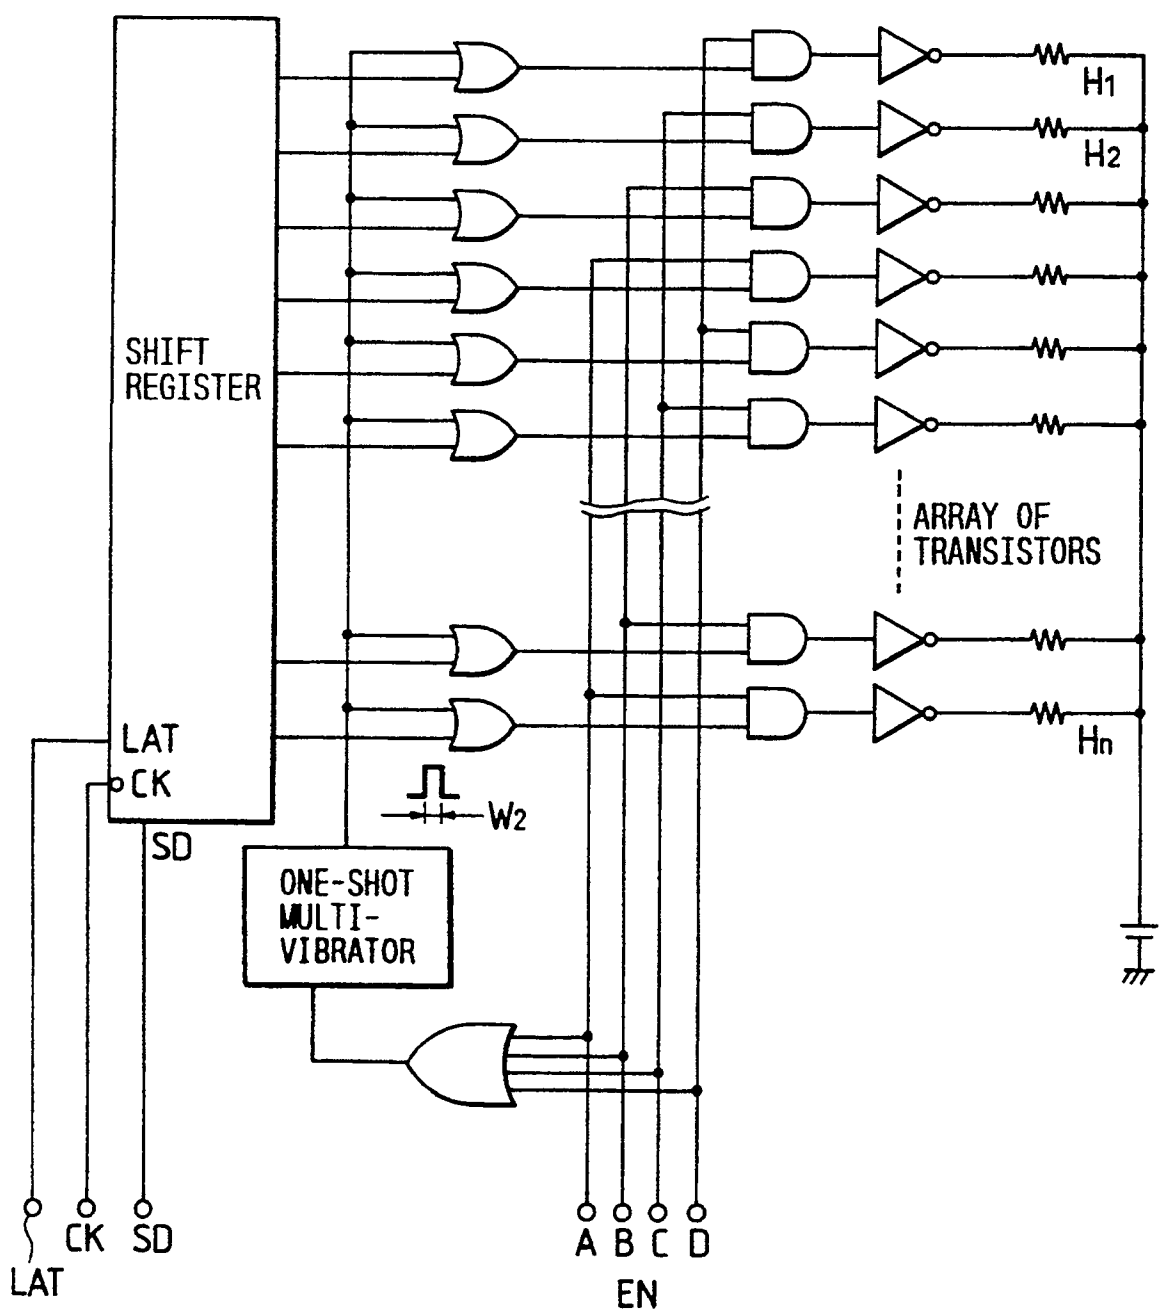 H1
H2
SHIFT
REGISTER
ARRAY OF
TRANSISTORS
LAT
Hn
CK
W2
SD
ONE-SHOT
MULTI-
VIBRATOR
CK SD
A B C D
LAT
EN